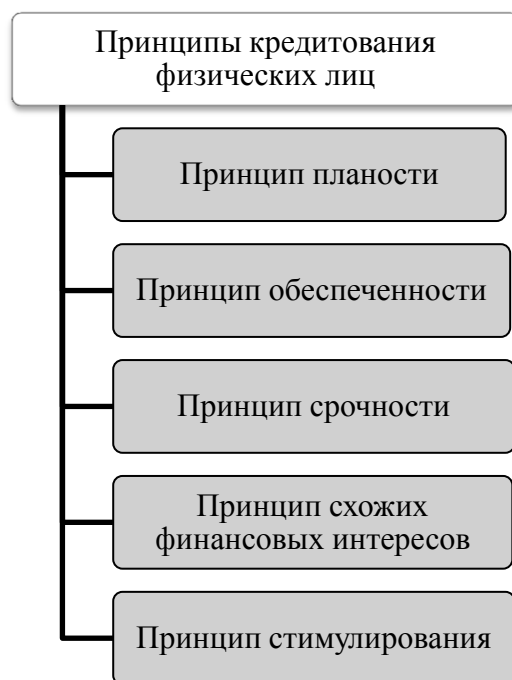 Принципы кредитования
физических лиц
Принцип планости
Принцип обеспеченности
Принцип срочности
Принцип схожих
финансовых интересов
Принцип стимулирования